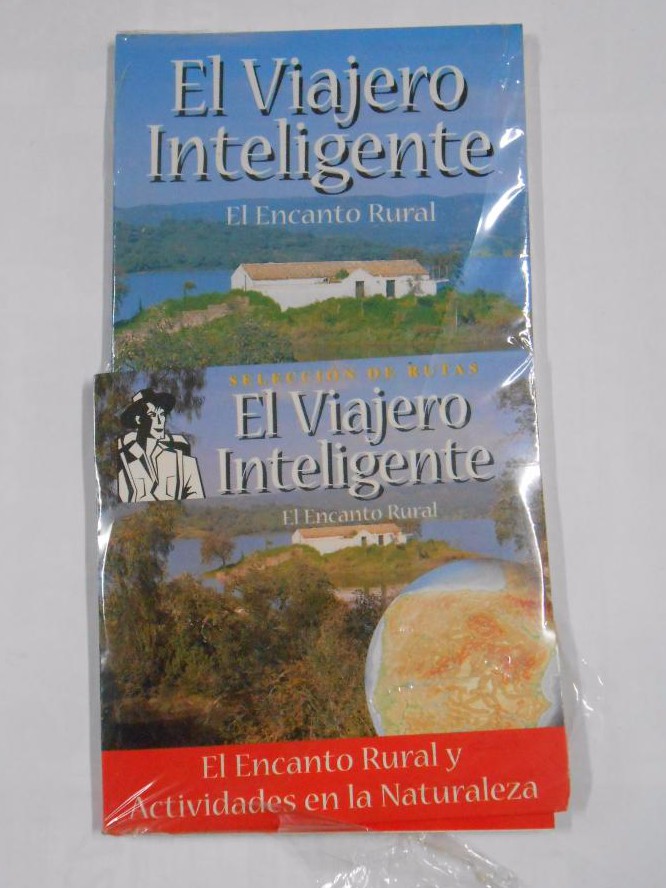 El Viajero
Inteligente
El Encanto Rural
SELECCIÓN DE RUTAS
El Viajero
Inteligente
El Encanto Rural
El Encanto Rural y
Actividades en la Naturaleza